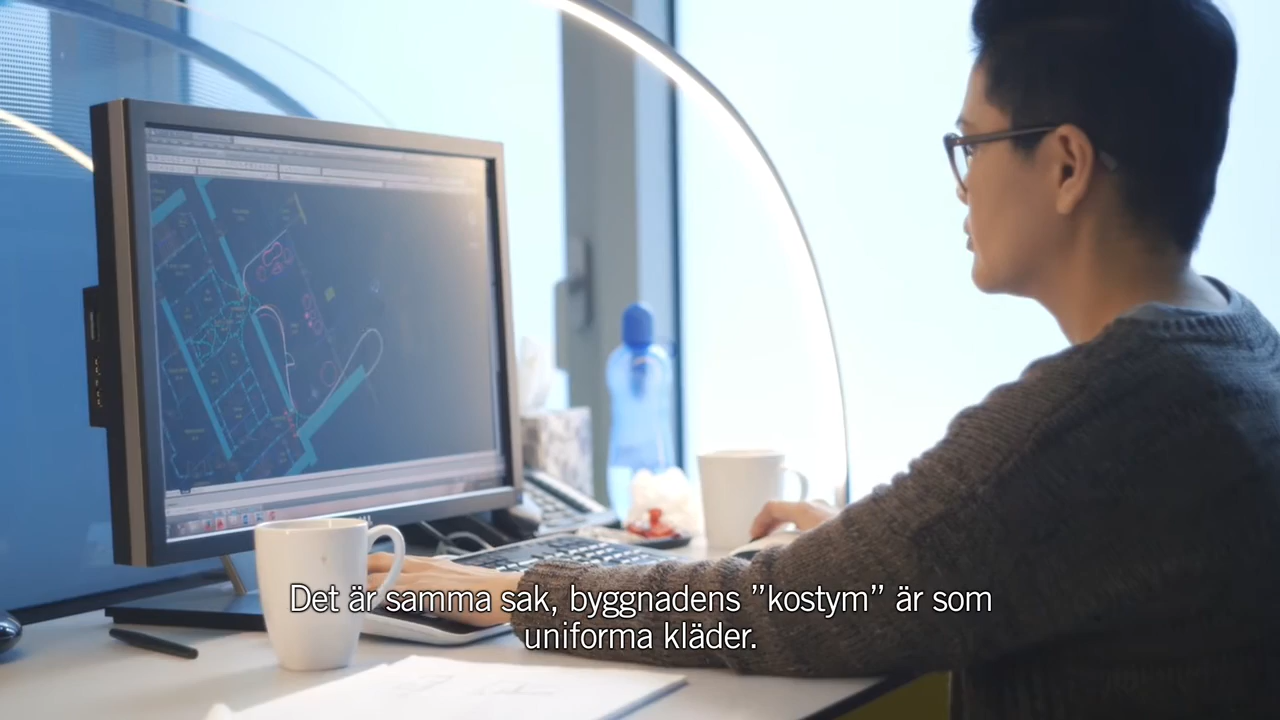 Det är samma sak, byggnadens ”kostym” är som
uniforma kläder.